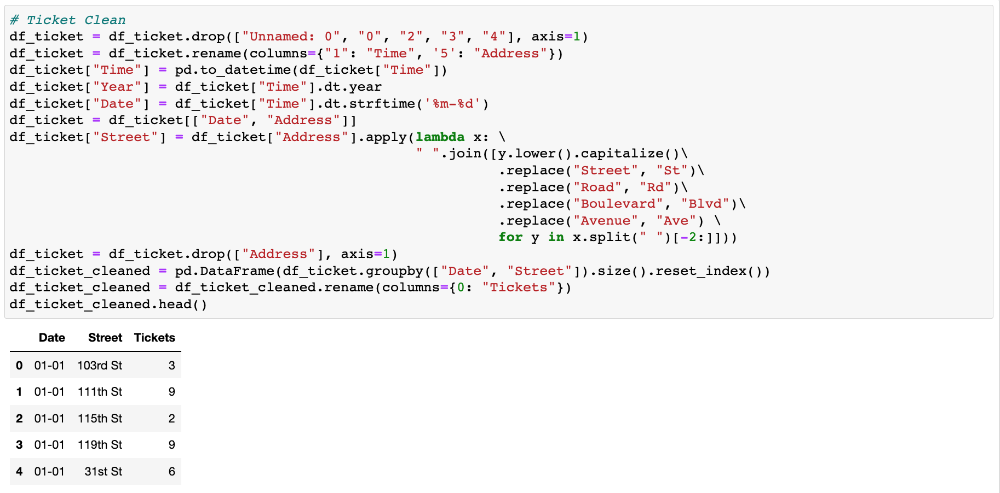 # Ticket Clean
df_ticket = df_ticket.drop(["Unnamed: 0", "0", "2", "3", "4"], axis=1)
df_ticket = df_ticket.rename(columns={"1": "Time", '5': "Address"})
df_ticket["Time"] = pd.to_datetime(df_ticket["Time"])
df_ticket["Year"] = df_ticket["Time"].dt.year
df_ticket["Date"] = df_ticket["Time"].dt.strftime('%m-%d')
df_ticket = df_ticket[["Date", "Address"]]
df_ticket["Street"] = df_ticket["Address"].apply(lambda x: \
" ".join([y.lower().capitalize()\
.replace("Street", "St")\
.replace("Road", "Rd")\
.replace("Boulevard", "Blvd")\
.replace("Avenue", "Ave") \
for y in x.split(" ")[-2:]]))
df_ticket = df_ticket.drop(["Address"], axis=1)
df_ticket_cleaned = pd.DataFrame(df_ticket.groupby(["Date", "Street"]).size().reset_index())
df_ticket_cleaned = df_ticket_cleaned.rename(columns={0: "Tickets"})
df_ticket_cleaned.head()
Date Street Tickets
0 01-01 103rd St 3
1 01-01 111th St 9
2 01-01 115th St 2
3 01-01 119th St 9
4 01-01 31st St 6